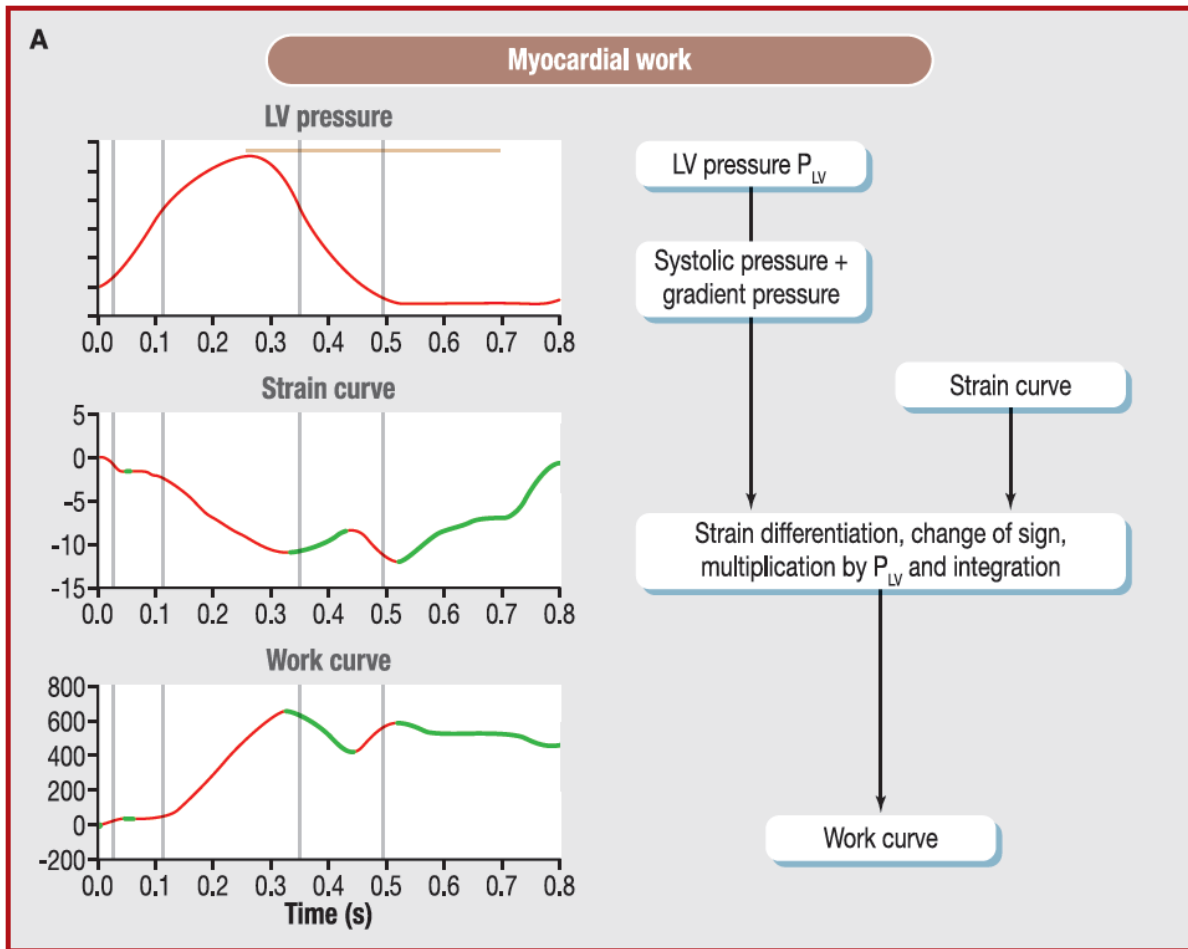 A
Myocardial work
LV pressure
0.0 0.1 0.2 0.3 0.4 0.5 0.6 0.7 0.8
Strain curve
5
0
-5
-10
-15
0.0 0.1 0.2 0.3 0.4 0.5 0.6 0.7 0.8
Work curve
800
600
400
200
0
-200
0.0 0.1 0.2 0.3 0.4 0.5 0.6 0.7 0.8
Time (s)
LV pressure P_LV
Systolic pressure +
gradient pressure
Strain curve
Strain differentiation, change of sign,
multiplication by P_LV and integration
Work curve